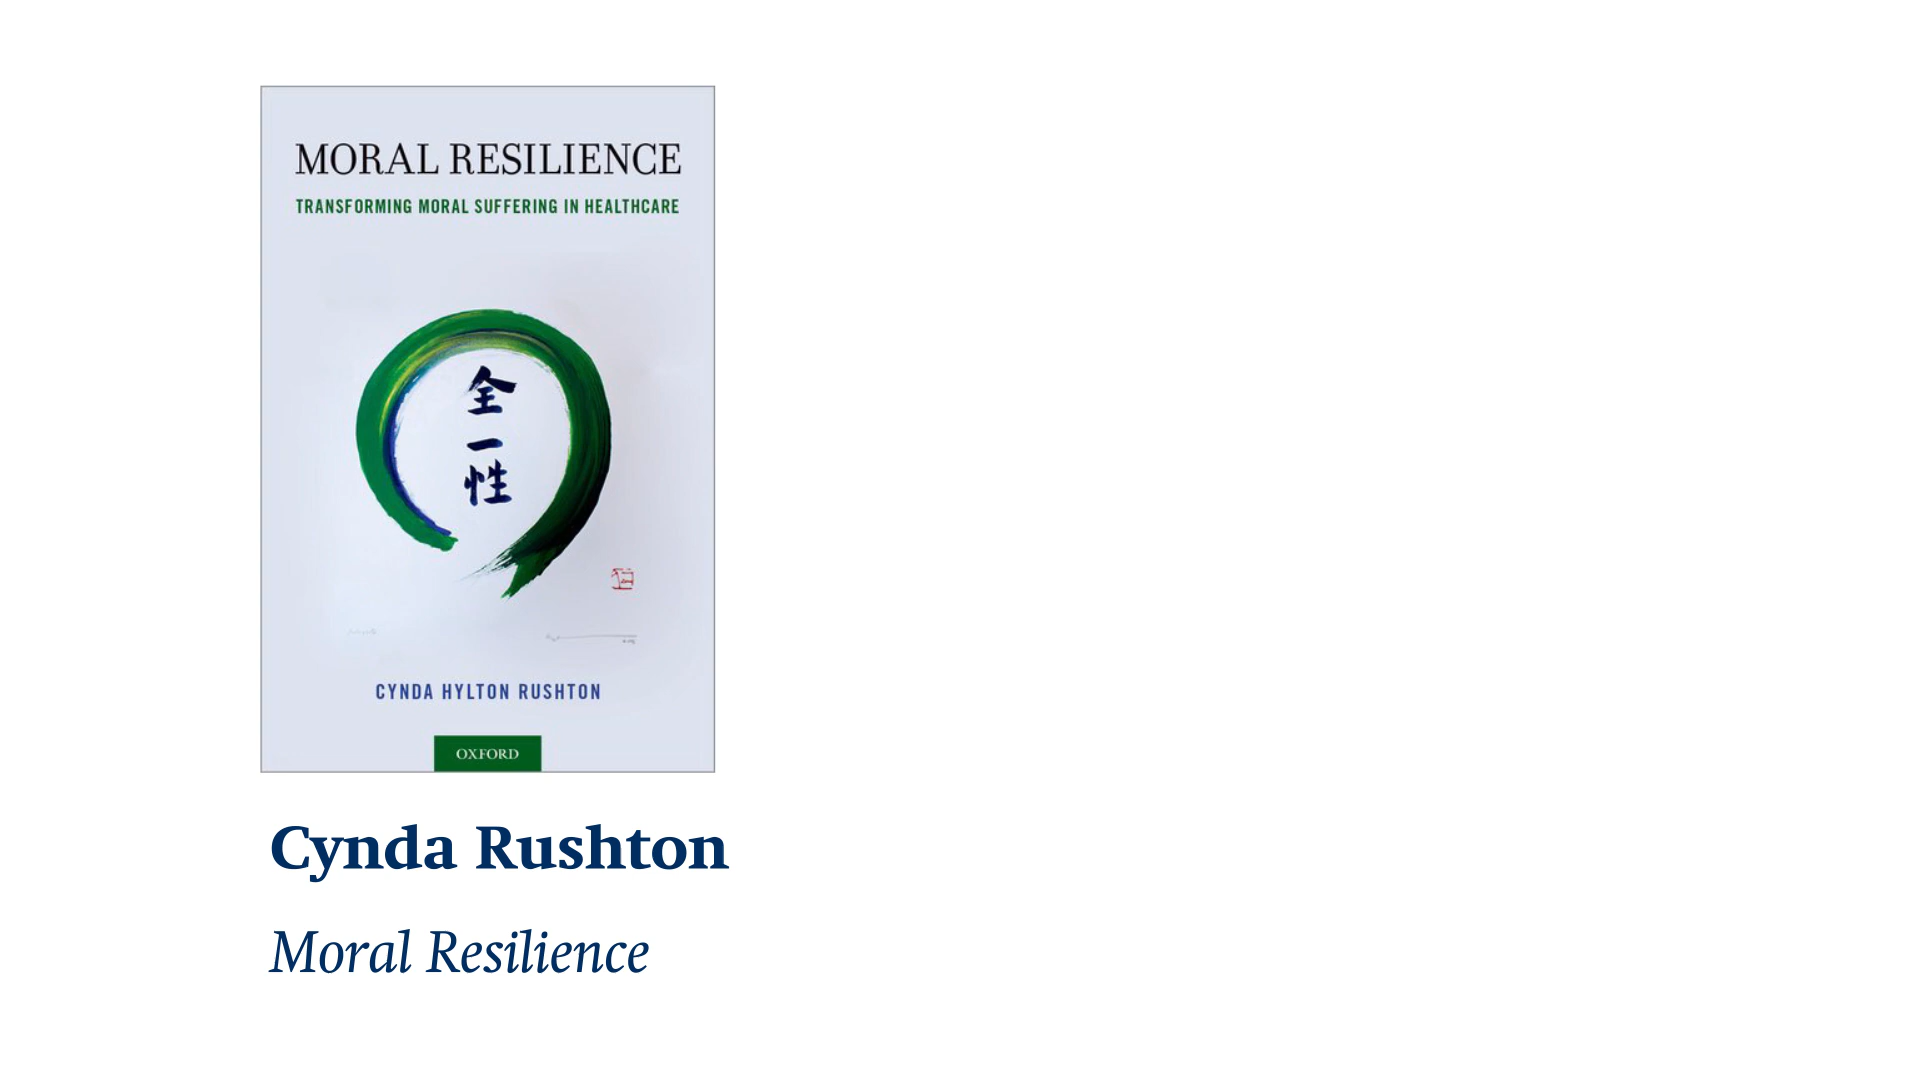 MORAL RESILIENCE
TRANSFORMING MORAL SUFFERING IN HEALTHCARE
全
一
性
CYNDA HYLTON RUSHTON
OXFORD
Cynda Rushton
Moral Resilience